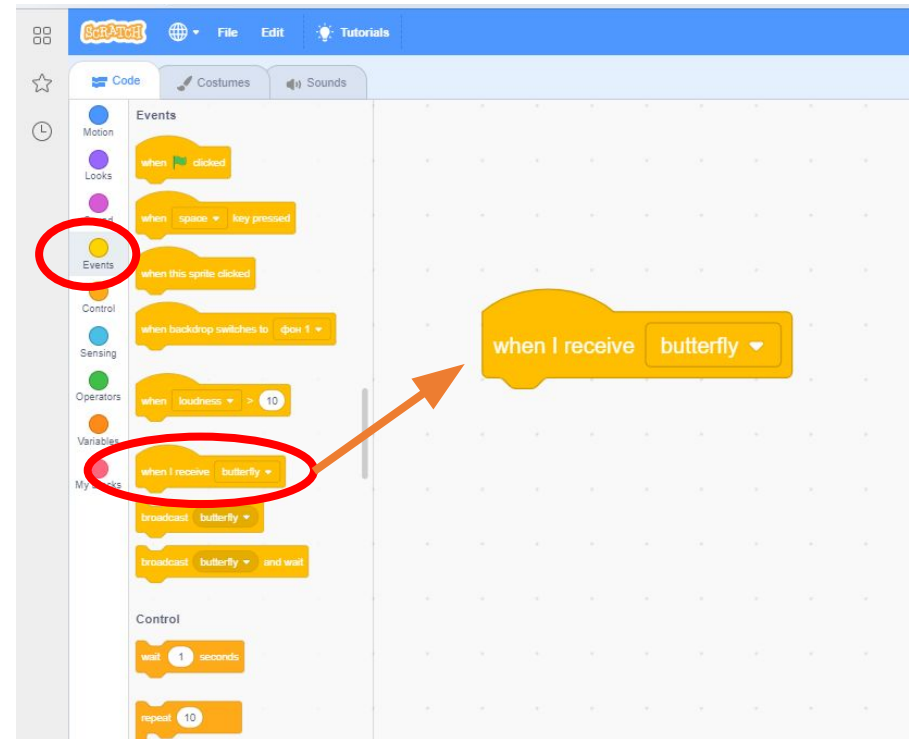 SCRATCH File Edit Tutorials
Code Costumes Sounds
Motion
Looks
Events
Control
Sensing
Operators
Variables
Events
when clicked
when space key pressed
when this sprite clicked
when backdrop switches to фон 1
when loudness > 10
when I receive butterfly
broadcast butterfly
broadcast butterfly and wait
Control
wait 1 seconds
repeat 10
when I receive butterfly